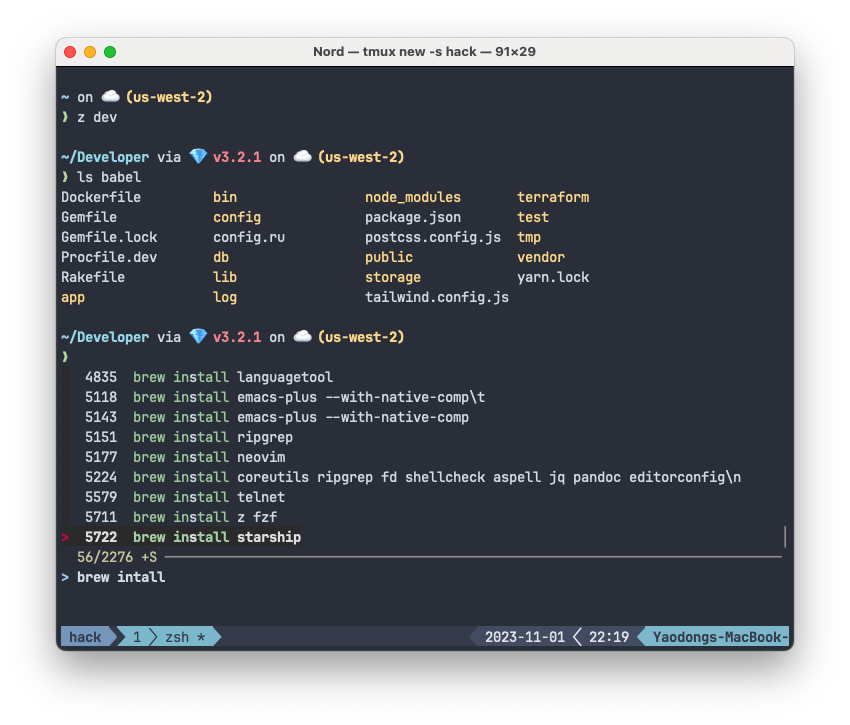 Nord — tmux new -s hack — 91×29
~ on ☁️ (us-west-2)
❱ z dev
~/Developer via 💎 v3.2.1 on ☁️ (us-west-2)
❱ ls babel
Dockerfile bin node_modules terraform
Gemfile config package.json test
Gemfile.lock config.ru postcss.config.js tmp
Procfile.dev db public vendor
Rakefile lib storage yarn.lock
app log tailwind.config.js
~/Developer via 💎 v3.2.1 on ☁️ (us-west-2)
❱
4835 brew install languagetool
5118 brew install emacs-plus --with-native-comp\t
5143 brew install emacs-plus --with-native-comp
5151 brew install ripgrep
5177 brew install neovim
5224 brew install coreutils ripgrep fd shellcheck aspell jq pandoc editorconfig\n
5579 brew install telnet
5711 brew install z fzf
> 5722 brew install starship
56/2276 +S
> brew intall
hack 1 zsh * 2023-11-01 22:19 Yaodongs-MacBook-